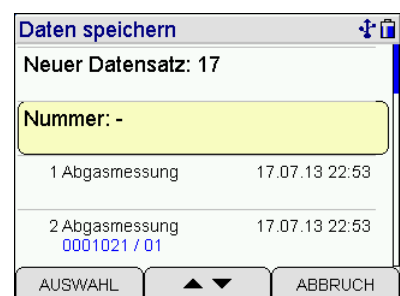 Daten speichern
Neuer Datensatz: 17
Nummer: -
1 Abgasmessung 17.07.13 22:53
2 Abgasmessung 17.07.13 22:53
0001021 / 01
AUSWAHL ▲ ▼ ABBRUCH